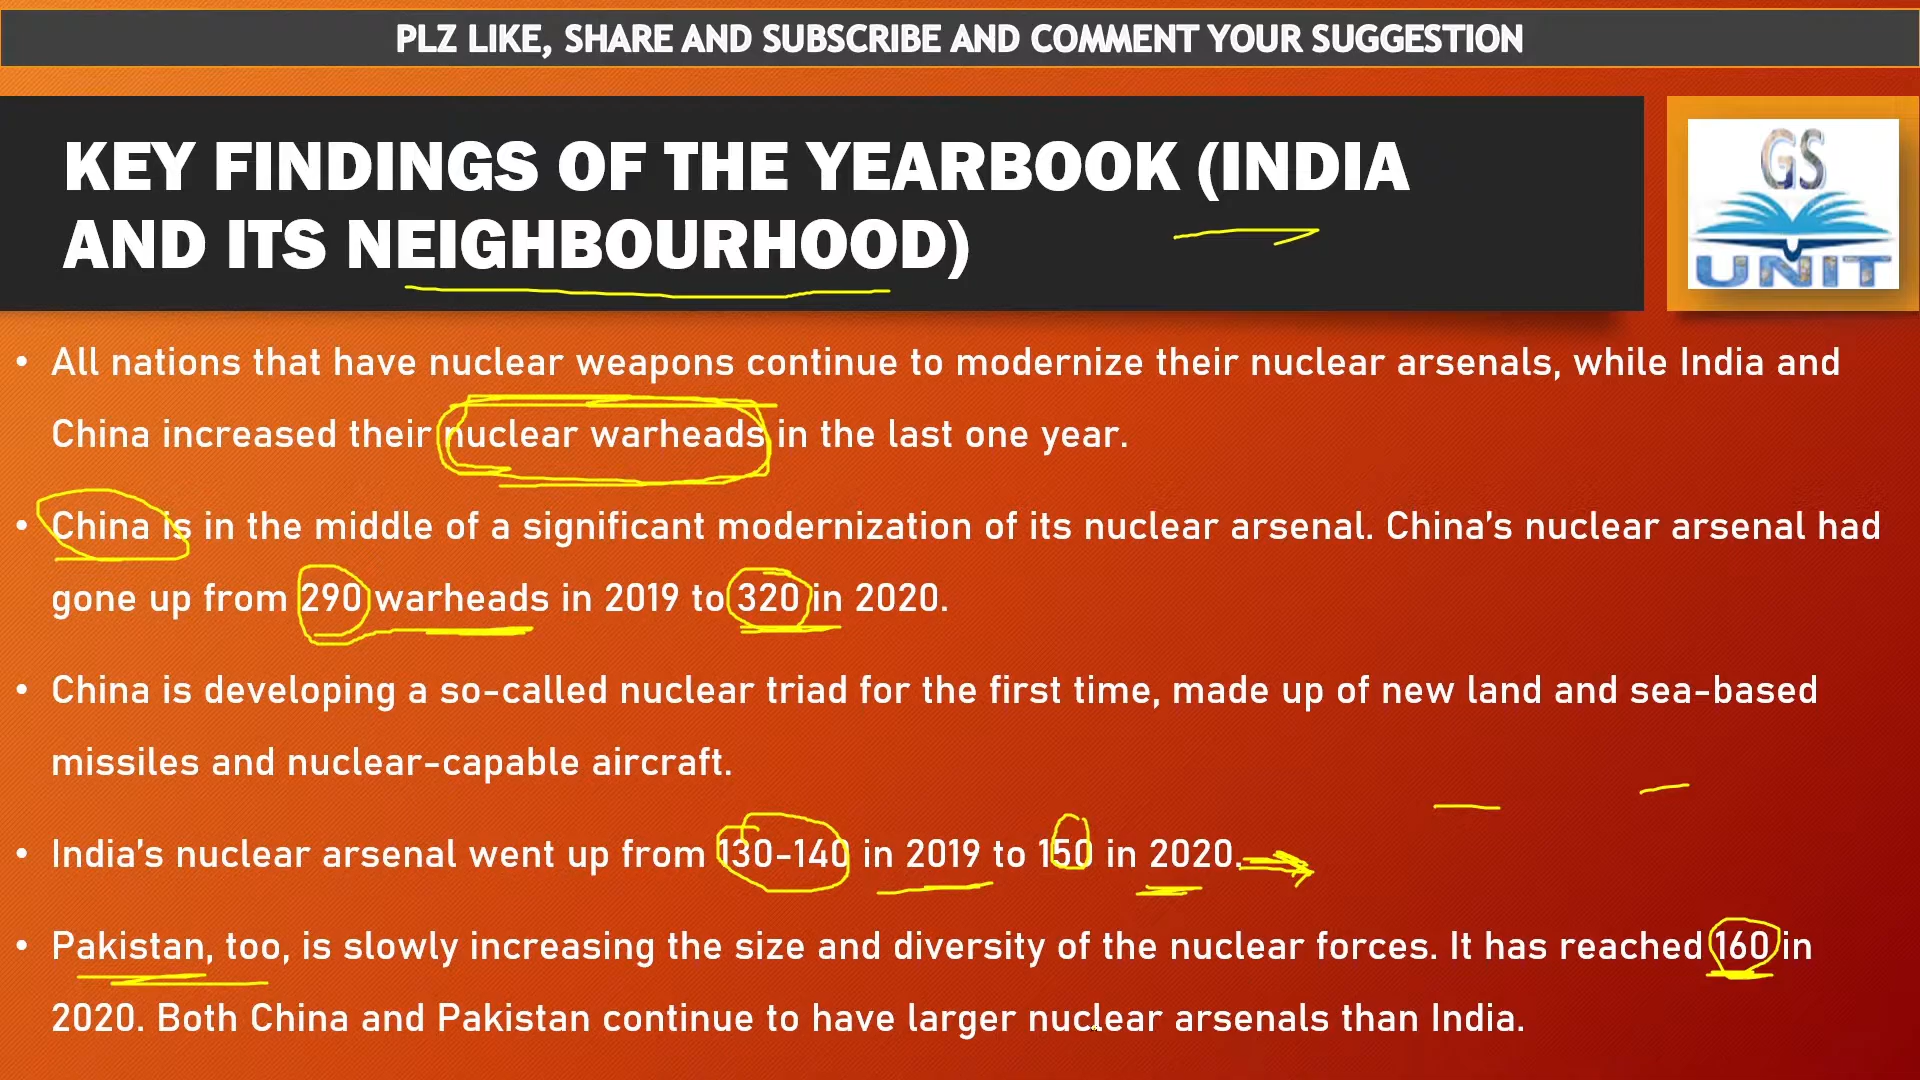 PLZ LIKE, SHARE AND SUBSCRIBE AND COMMENT YOUR SUGGESTION
KEY FINDINGS OF THE YEARBOOK (INDIA
AND ITS NEIGHBOURHOOD)
GS
UNIT
• All nations that have nuclear weapons continue to modernize their nuclear arsenals, while India and
China increased their nuclear warheads in the last one year.
• China is in the middle of a significant modernization of its nuclear arsenal. China's nuclear arsenal had
gone up from 290 warheads in 2019 to 320 in 2020.
• China is developing a so-called nuclear triad for the first time, made up of new land and sea-based
missiles and nuclear-capable aircraft.
• India's nuclear arsenal went up from 130-140 in 2019 to 150 in 2020.
• Pakistan, too, is slowly increasing the size and diversity of the nuclear forces. It has reached 160 in
2020. Both China and Pakistan continue to have larger nuclear arsenals than India.